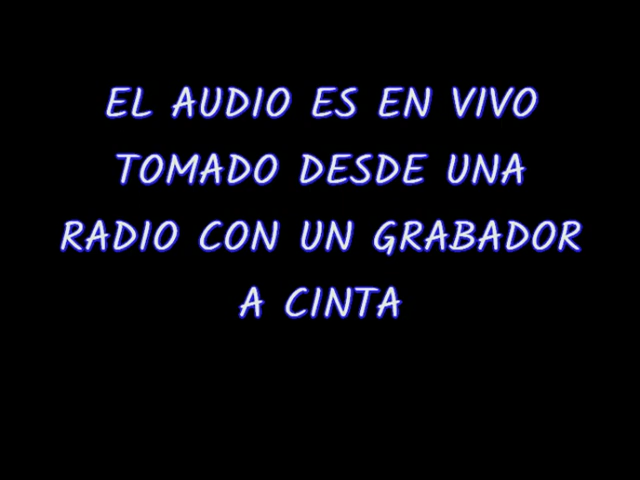 EL AUDIO ES EN VIVO
TOMADO DESDE UNA
RADIO CON UN GRABADOR
A CINTA